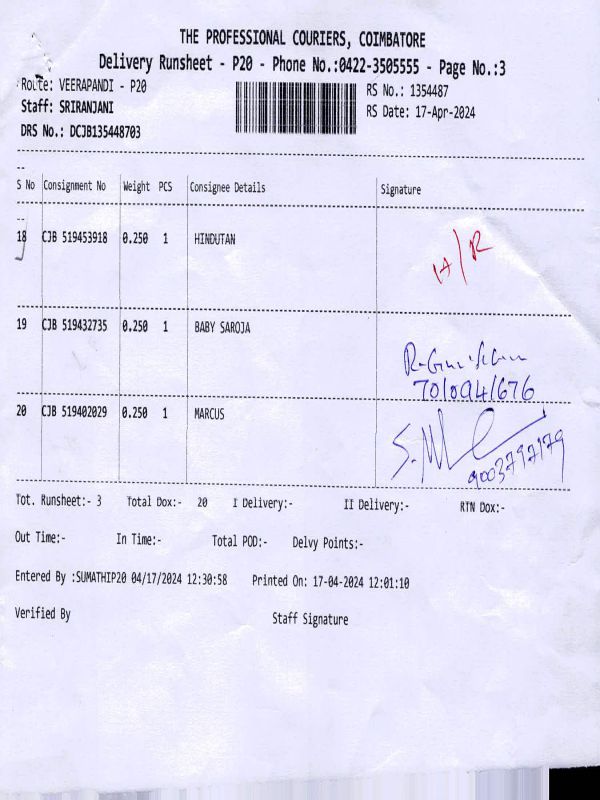 THE PROFESSIONAL COURIERS, COIMBATORE
Delivery Runsheet - P20 - Phone No.:0422-3505555 - Page No.:3
Route: VEERAPANDI - P20 RS No.: 1354487
Staff: SRIRANJANI RS Date: 17-Apr-2024
DRS No.: DCJB135448703
S No Consignment No Weight PCS Consignee Details Signature
18 CJB 519453918 0.250 1 HINDUTAN
19 CJB 519432735 0.250 1 BABY SAROJA
20 CJB 519402029 0.250 1 MARCUS
9003797179
Tot. Runsheet:- 3 Total Dox:- 20 I Delivery:- II Delivery:- RTN Dox:-
Out Time:- In Time:- Total POD:- Delvy Points:-
Entered By :SUMATHIP20 04/17/2024 12:30:58 Printed On: 17-04-2024 12:01:10
Verified By Staff Signature